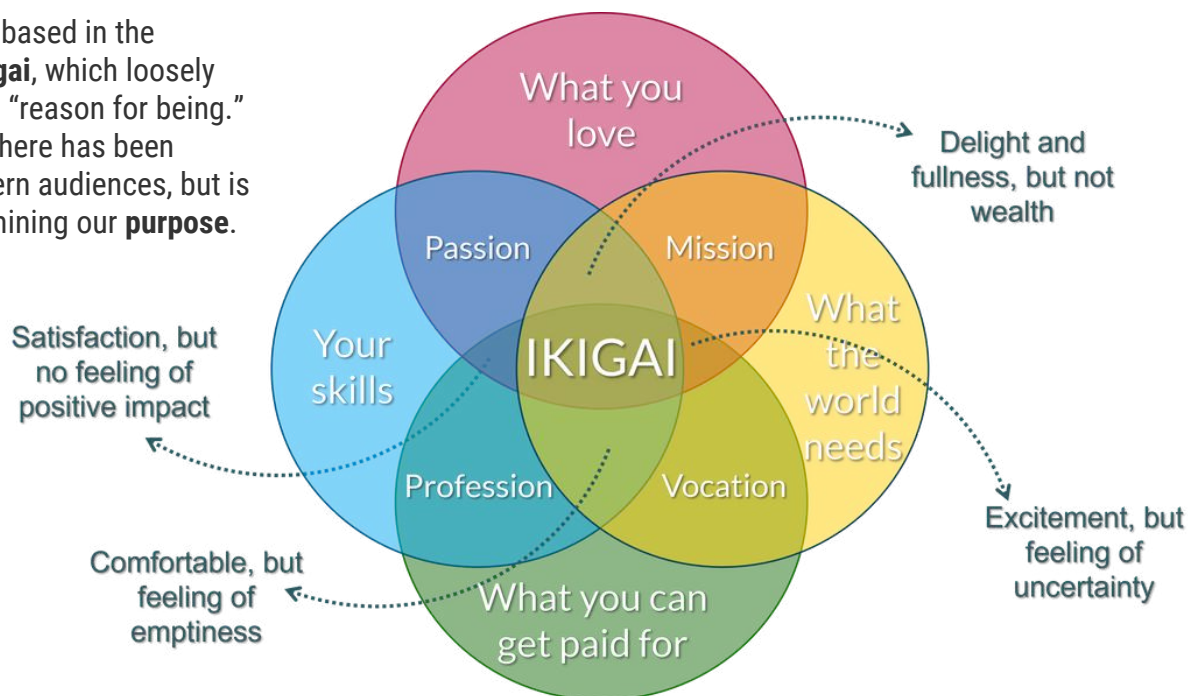 based in the
gai, which loosely
“reason for being.”
here has been
ern audiences, but is
nining our purpose.
What you
love
Delight and
fullness, but not
wealth
Passion
Mission
Satisfaction, but
no feeling of
positive impact
Your
skills
IKIGAI
What
the
world
needs
Profession
Vocation
Excitement, but
feeling of
uncertainty
Comfortable, but
feeling of
emptiness
What you can
get paid for